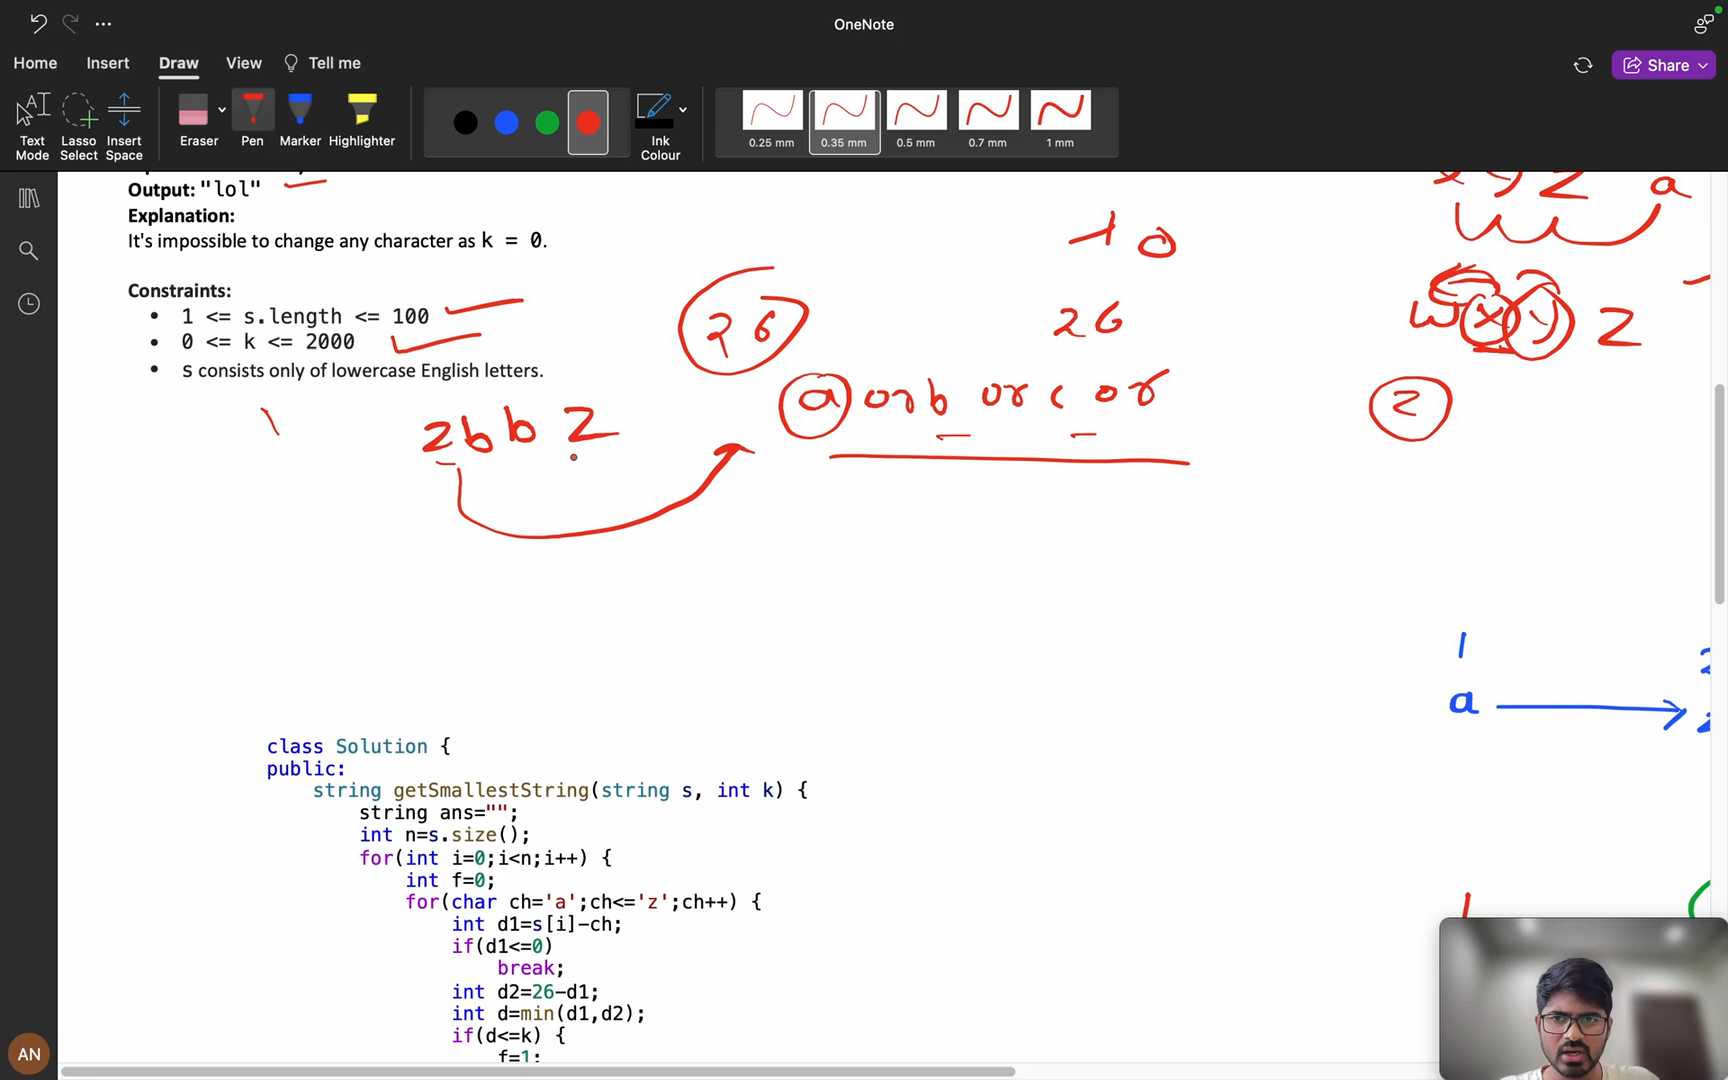 OneNote
Home Insert Draw View Tell me
Share
Text Mode Lasso Select Insert Space Eraser Pen Marker Highlighter Ink Colour 0.25 mm 0.35 mm 0.5 mm 0.7 mm 1 mm
Output: "lol"
Explanation:
It's impossible to change any character as k = 0.
Constraints:
• 1 <= s.length <= 100
• 0 <= k <= 2000
• s consists only of lowercase English letters.
z b b z
26
10
26
a or b or c or
a
w x y z
z
1
a
class Solution {
public:
string getSmallestString(string s, int k) {
string ans="";
int n=s.size();
for(int i=0;i<n;i++) {
int f=0;
for(char ch='a';ch<='z';ch++) {
int d1=s[i]-ch;
if(d1<=0)
break;
int d2=26-d1;
int d=min(d1,d2);
if(d<=k) {
f=1;
AN